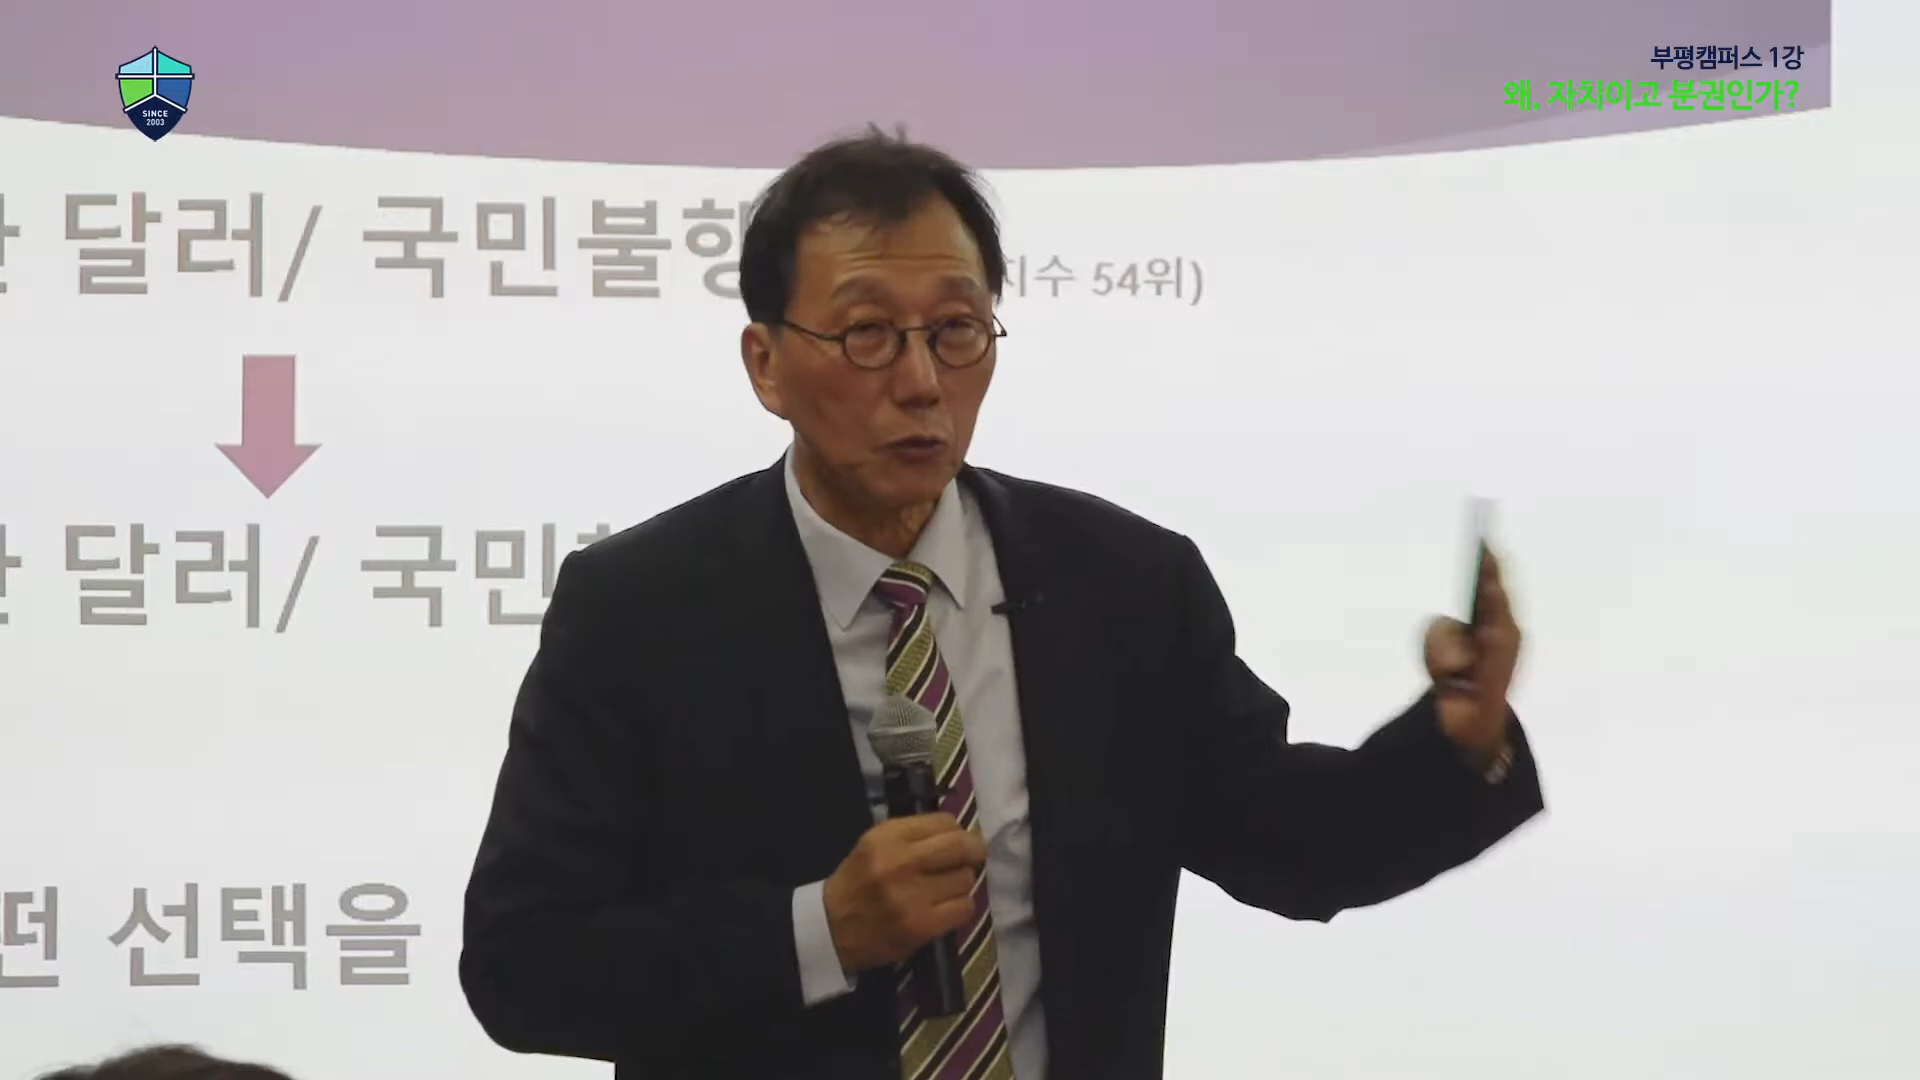 SINCE
2003
부평캠퍼스 1강
왜, 자치이고 분권인가?
달러/ 국민불행 지수 54위)
달러/ 국민
선택을